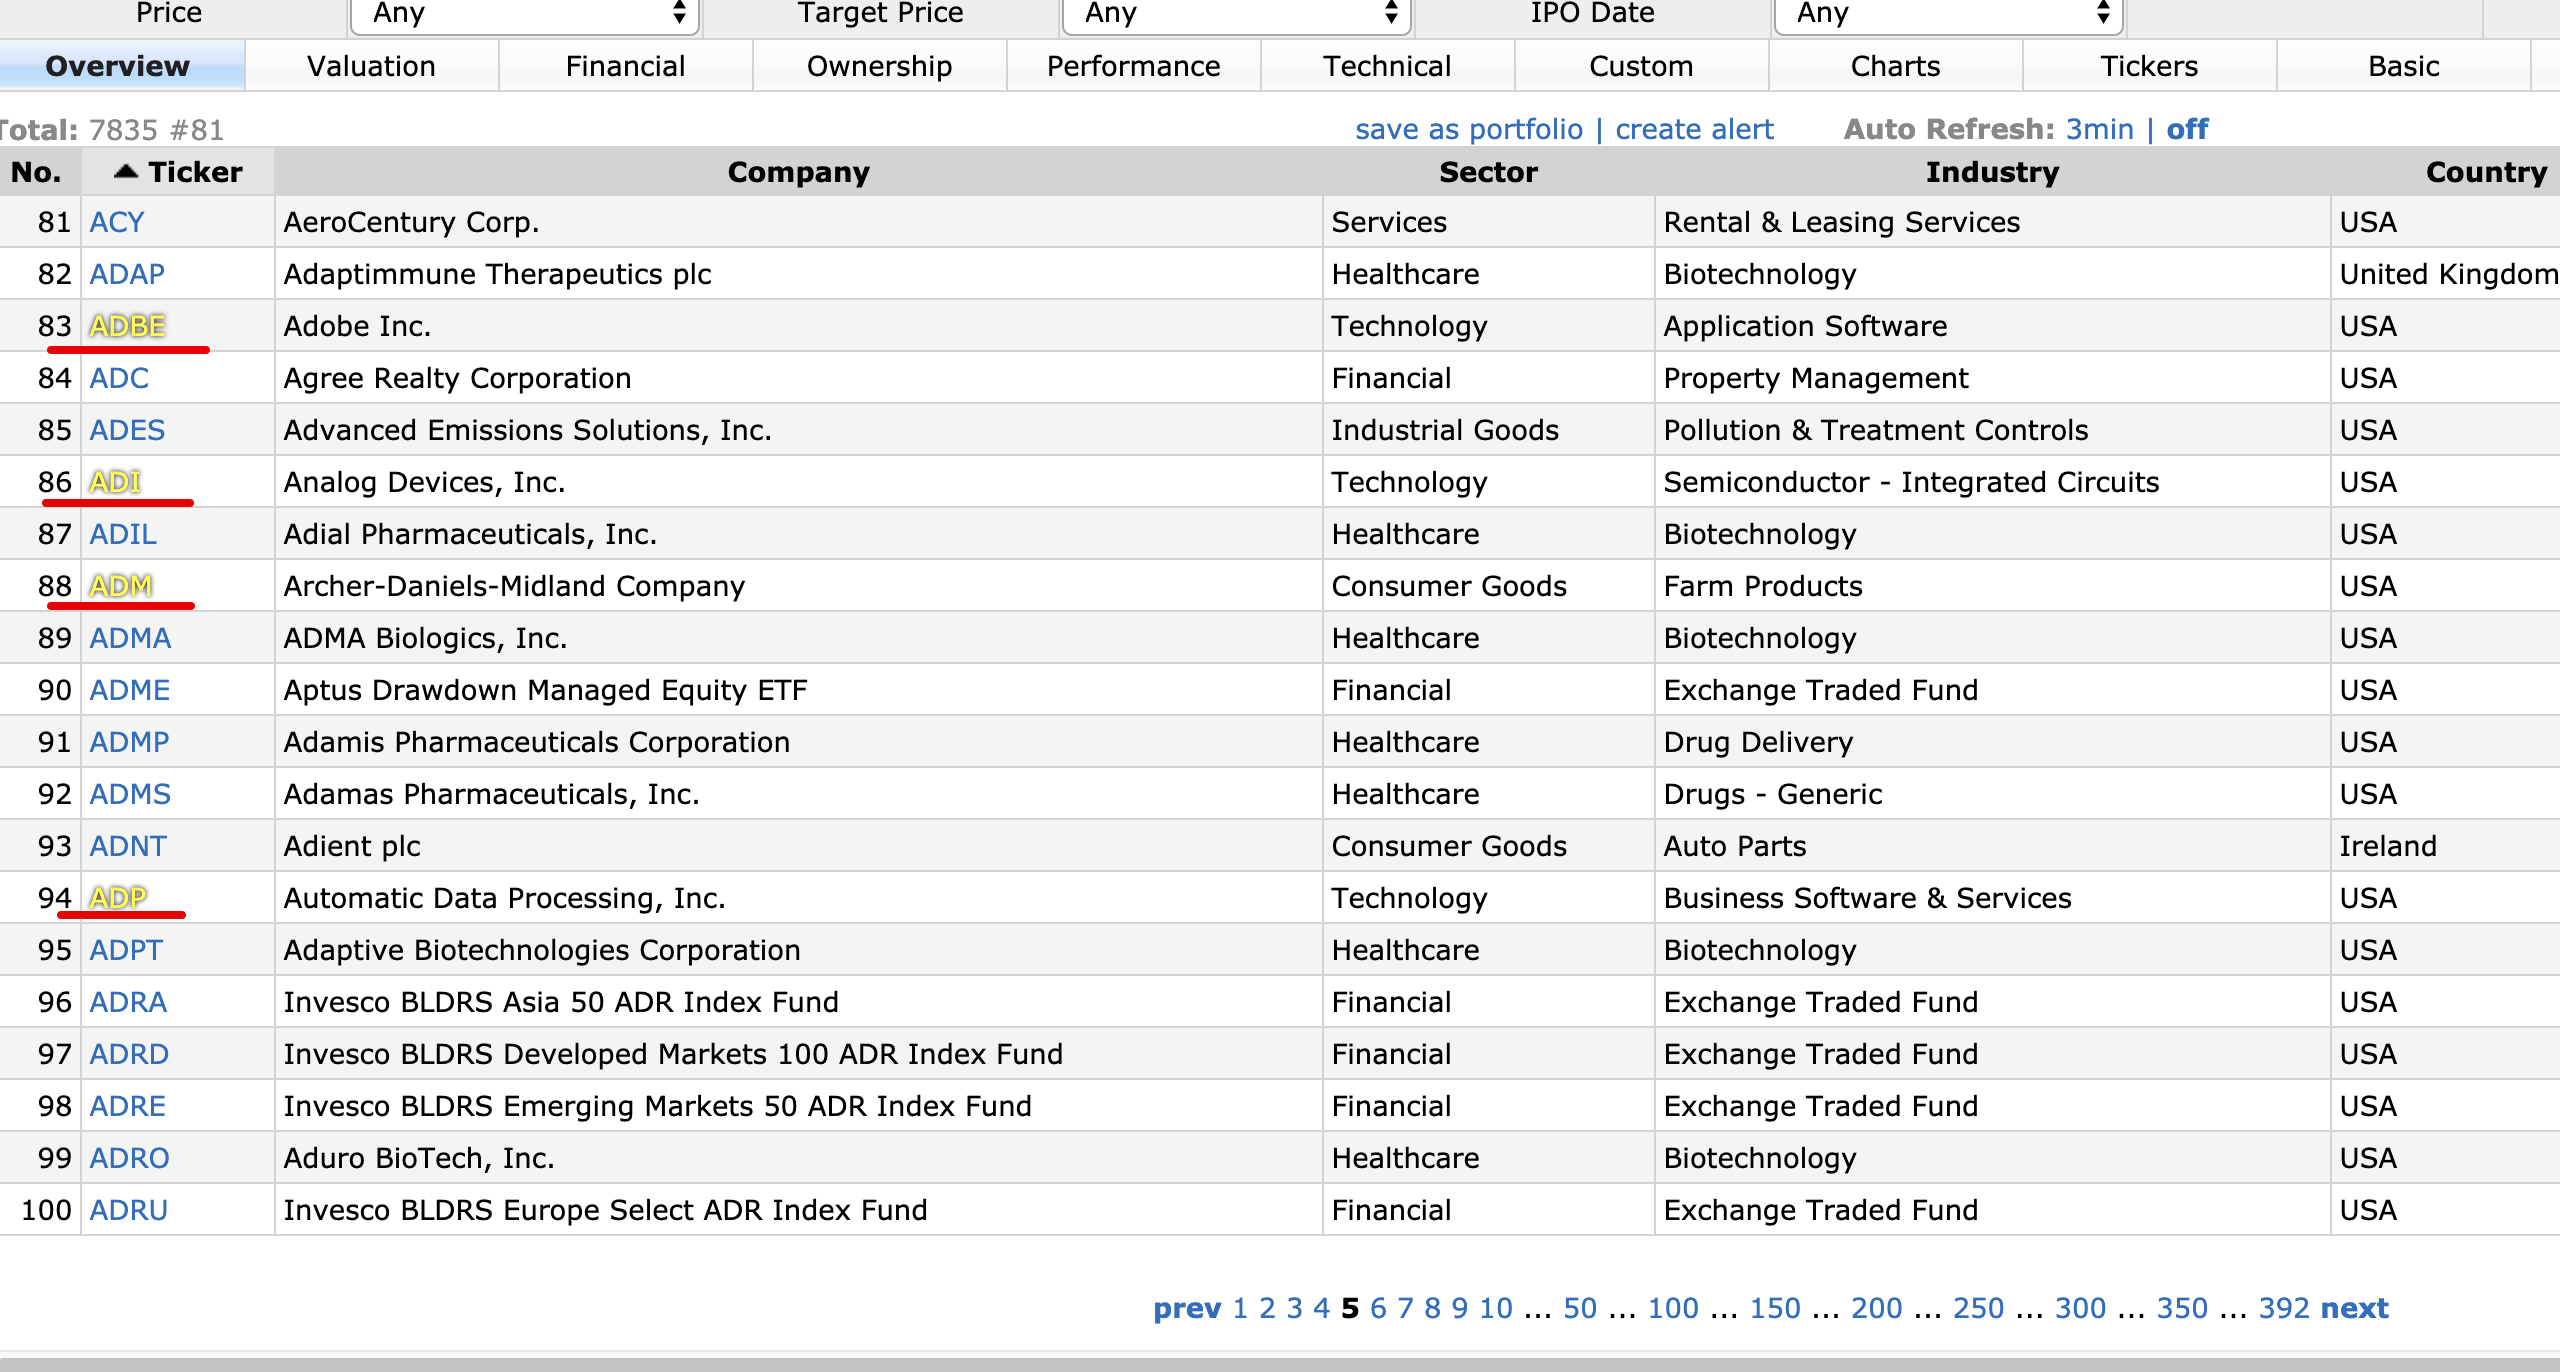 Price Any Target Price Any IPO Date Any
Overview Valuation Financial Ownership Performance Technical Custom Charts Tickers Basic
Total: 7835 #81 save as portfolio | create alert Auto Refresh: 3min | off
No. ▲ Ticker Company Sector Industry Country
81 ACY AeroCentury Corp. Services Rental & Leasing Services USA
82 ADAP Adaptimmune Therapeutics plc Healthcare Biotechnology United Kingdom
83 ADBE Adobe Inc. Technology Application Software USA
84 ADC Agree Realty Corporation Financial Property Management USA
85 ADES Advanced Emissions Solutions, Inc. Industrial Goods Pollution & Treatment Controls USA
86 ADI Analog Devices, Inc. Technology Semiconductor - Integrated Circuits USA
87 ADIL Adial Pharmaceuticals, Inc. Healthcare Biotechnology USA
88 ADM Archer-Daniels-Midland Company Consumer Goods Farm Products USA
89 ADMA ADMA Biologics, Inc. Healthcare Biotechnology USA
90 ADME Aptus Drawdown Managed Equity ETF Financial Exchange Traded Fund USA
91 ADMP Adamis Pharmaceuticals Corporation Healthcare Drug Delivery USA
92 ADMS Adamas Pharmaceuticals, Inc. Healthcare Drugs - Generic USA
93 ADNT Adient plc Consumer Goods Auto Parts Ireland
94 ADP Automatic Data Processing, Inc. Technology Business Software & Services USA
95 ADPT Adaptive Biotechnologies Corporation Healthcare Biotechnology USA
96 ADRA Invesco BLDRS Asia 50 ADR Index Fund Financial Exchange Traded Fund USA
97 ADRD Invesco BLDRS Developed Markets 100 ADR Index Fund Financial Exchange Traded Fund USA
98 ADRE Invesco BLDRS Emerging Markets 50 ADR Index Fund Financial Exchange Traded Fund USA
99 ADRO Aduro BioTech, Inc. Healthcare Biotechnology USA
100 ADRU Invesco BLDRS Europe Select ADR Index Fund Financial Exchange Traded Fund USA
prev 1 2 3 4 5 6 7 8 9 10 ... 50 ... 100 ... 150 ... 200 ... 250 ... 300 ... 350 ... 392 next